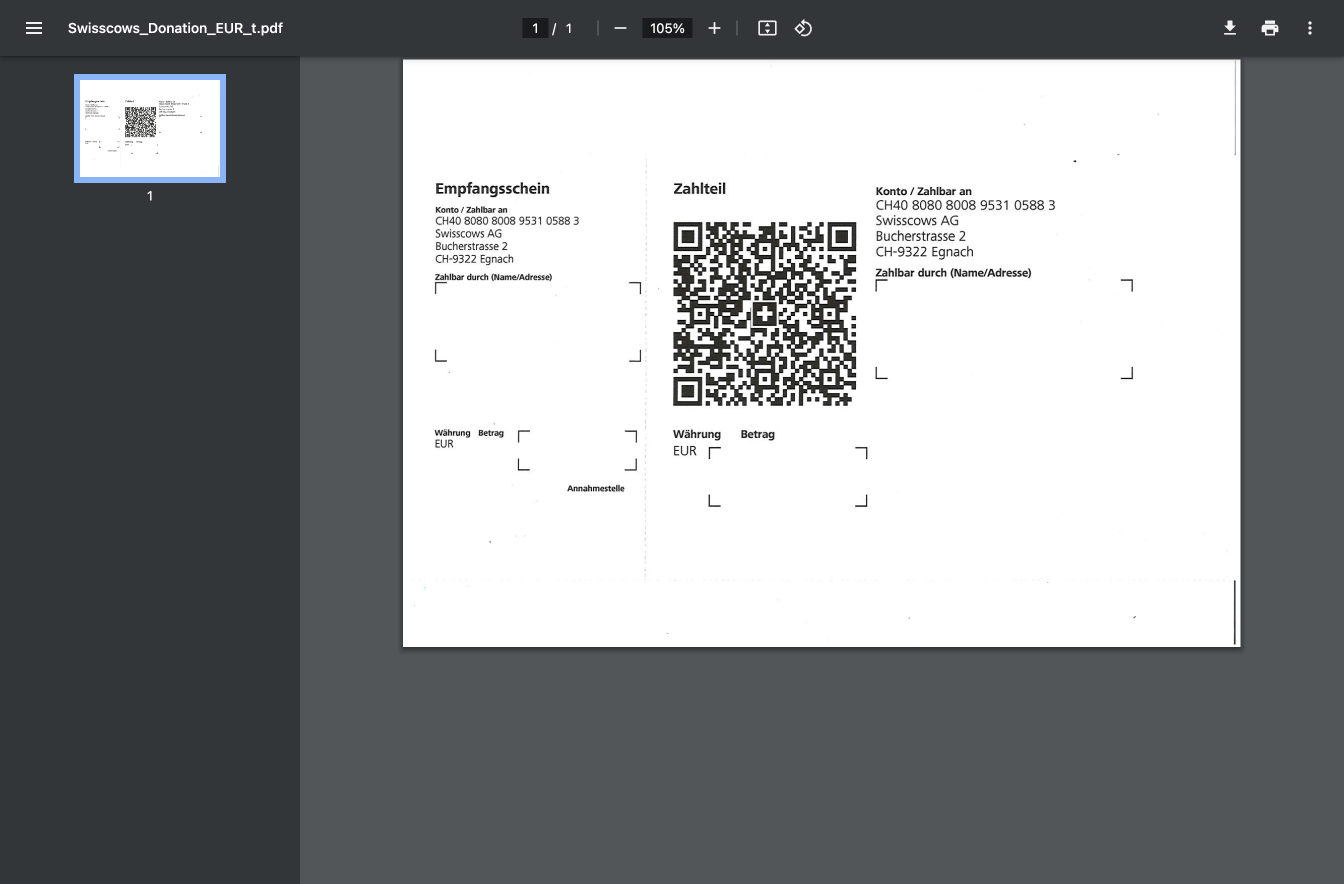 Swisscows_Donation_EUR_t.pdf
1 / 1
105%
1
Empfangsschein
Konto / Zahlbar an
CH40 8080 8008 9531 0588 3
Swisscows AG
Bucherstrasse 2
CH-9322 Egnach
Zahlbar durch (Name/Adresse)
Währung Betrag
EUR
Annahmestelle
Zahlteil
Währung Betrag
EUR
Konto / Zahlbar an
CH40 8080 8008 9531 0588 3
Swisscows AG
Bucherstrasse 2
CH-9322 Egnach
Zahlbar durch (Name/Adresse)